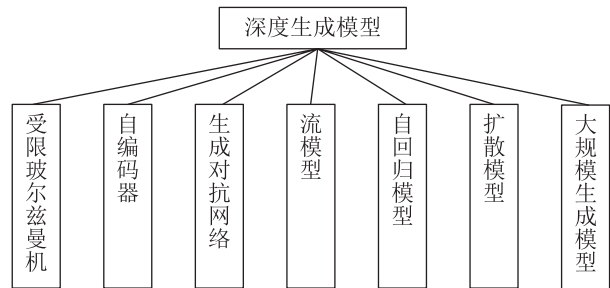 深度生成模型
受限玻尔兹曼机
自编码器
生成对抗网络
流模型
自回归模型
扩散模型
大规模生成模型